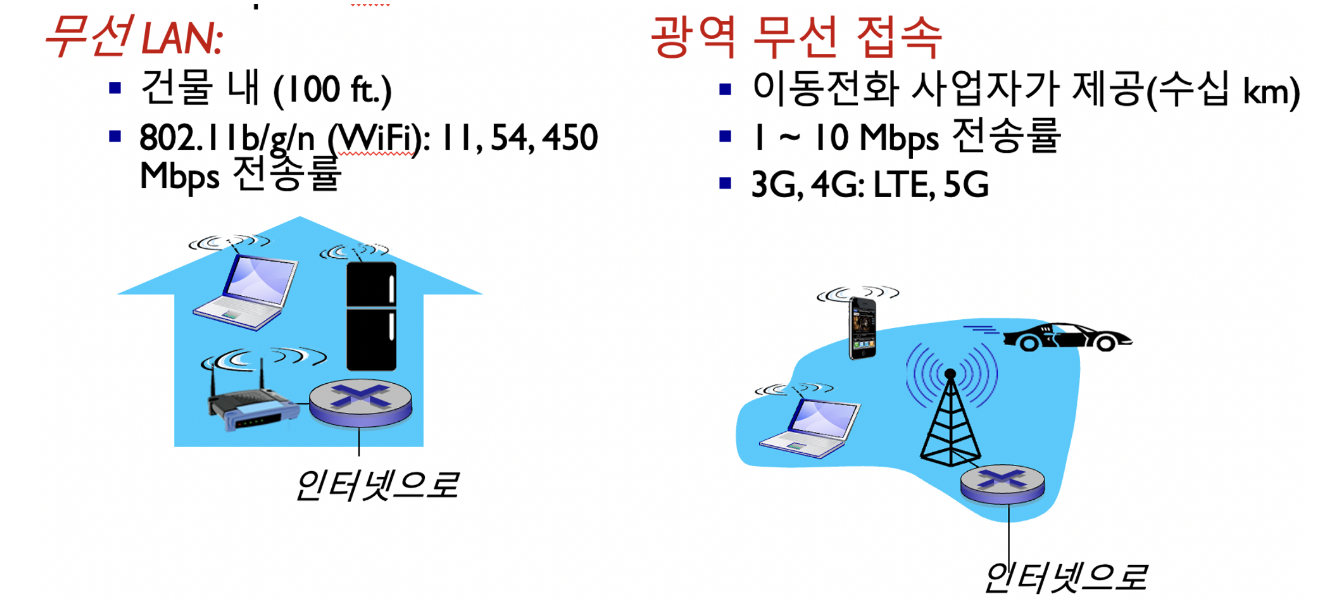 무선 LAN:
건물 내 (100 ft.)
802.11b/g/n (WiFi): 11, 54, 450
Mbps 전송률
인터넷으로
광역 무선 접속
이동전화 사업자가 제공(수십 km)
1 ~ 10 Mbps 전송률
3G, 4G: LTE, 5G
인터넷으로